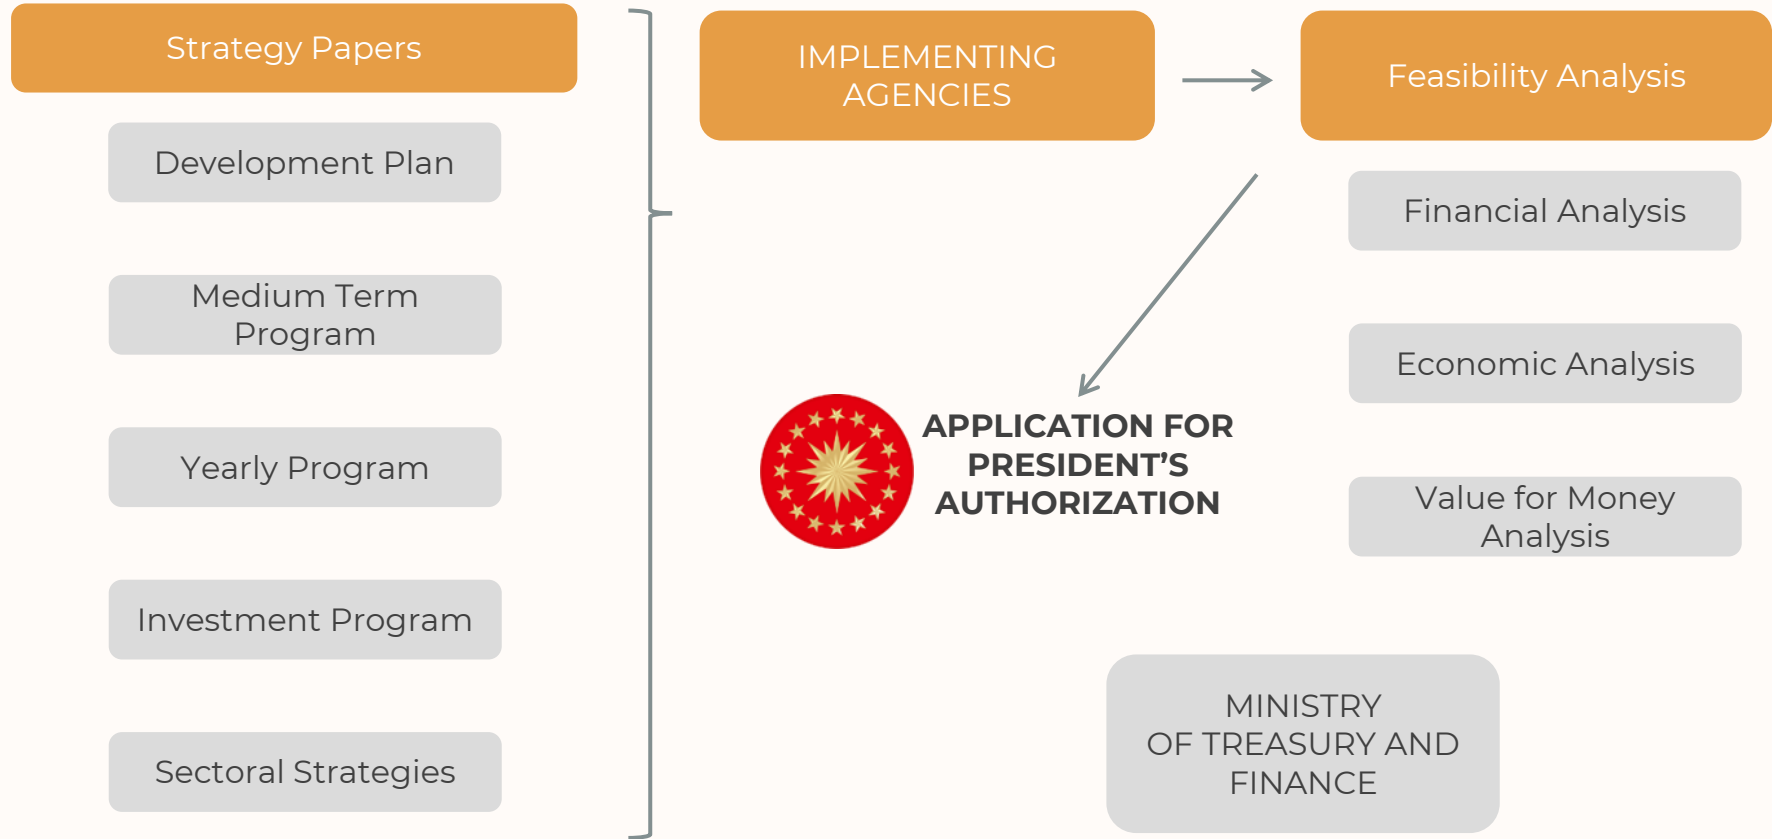 Strategy Papers
Development Plan
Medium Term
Program
Yearly Program
Investment Program
Sectoral Strategies
IMPLEMENTING
AGENCIES
Feasibility Analysis
Financial Analysis
Economic Analysis
Value for Money
Analysis
APPLICATION FOR
PRESIDENT’S
AUTHORIZATION
MINISTRY
OF TREASURY AND
FINANCE